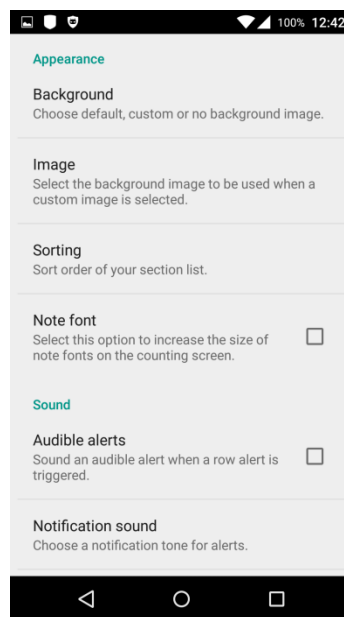 100% 12:42
Appearance
Background
Choose default, custom or no background image.
Image
Select the background image to be used when a
custom image is selected.
Sorting
Sort order of your section list.
Note font
Select this option to increase the size of
note fonts on the counting screen.
Sound
Audible alerts
Sound an audible alert when a row alert is
triggered.
Notification sound
Choose a notification tone for alerts.